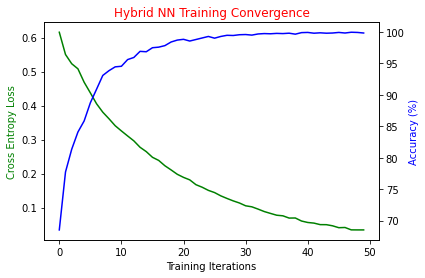 Hybrid NN Training Convergence
Cross Entropy Loss
0.6
0.5
0.4
0.3
0.2
0.1
100
95
90
85
80
75
70
Accuracy (%)
0 10 20 30 40 50
Training Iterations